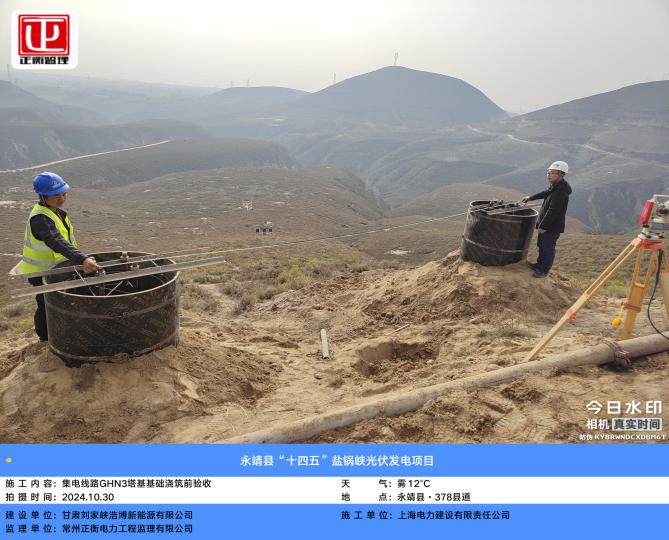 正衡监理
今日水印
相机 真实时间
防伪 KYBRWNDCXDBM6T
永靖县“十四五”盐锅峡光伏发电项目
施工内容：集电线路GHN3塔基基础浇筑前验收 天 气：雾12℃
拍摄时间：2024.10.30 地 点：永靖县·378县道
建设单位：甘肃刘家峡浩博新能源有限公司 施工单位：上海电力建设有限责任公司
监理单位：常州正衡电力工程监理有限公司